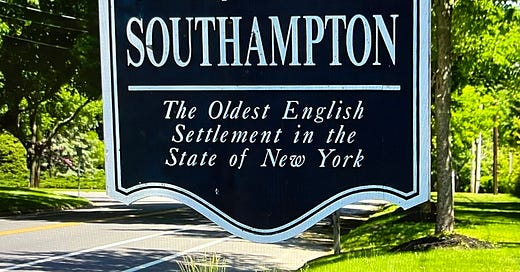 SOUTHAMPTON
The Oldest English
Settlement in the
State of New York